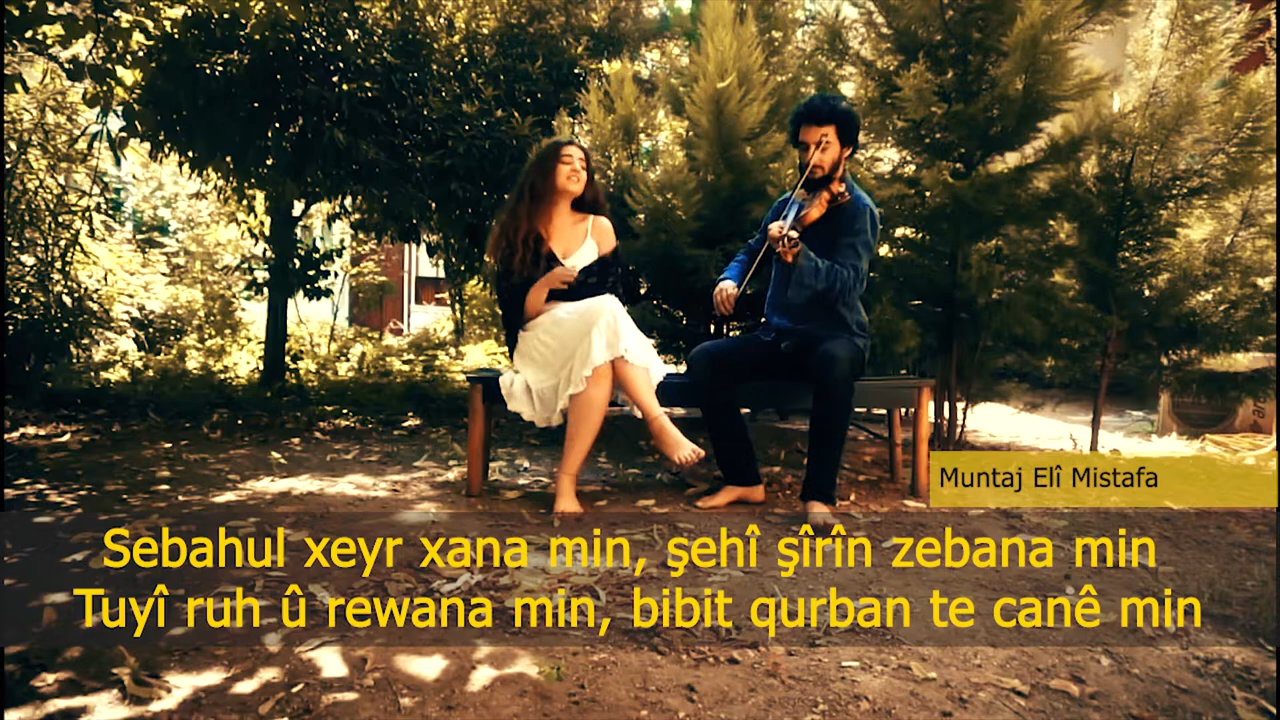 Muntaj Elî Mistafa
Sebahul xeyr xana min, şehî şîrîn zebana min
Tuyî ruh û rewana min, bibit qurban te canê min